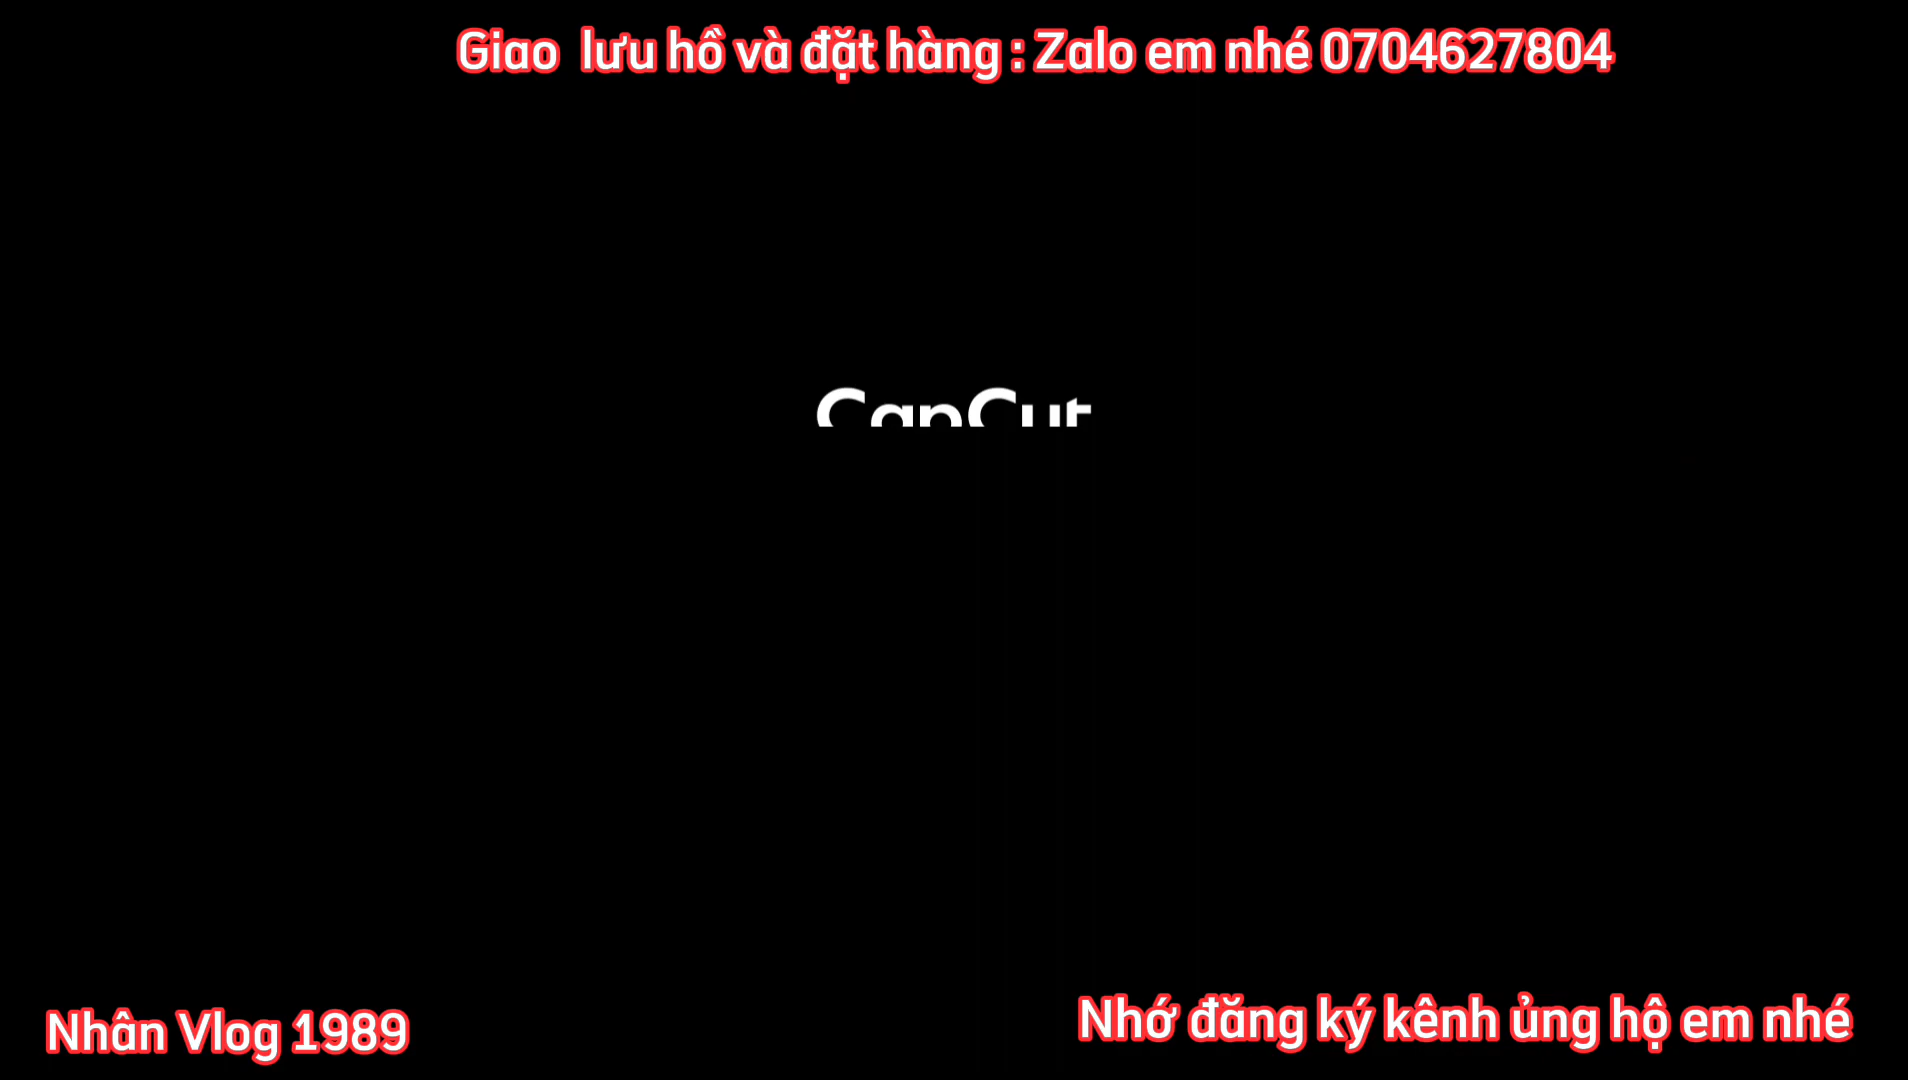 Giao lưu hồ và đặt hàng : Zalo em nhé 0704627804
CapCut
Nhớ đăng ký kênh ủng hộ em nhé
Nhân Vlog 1989